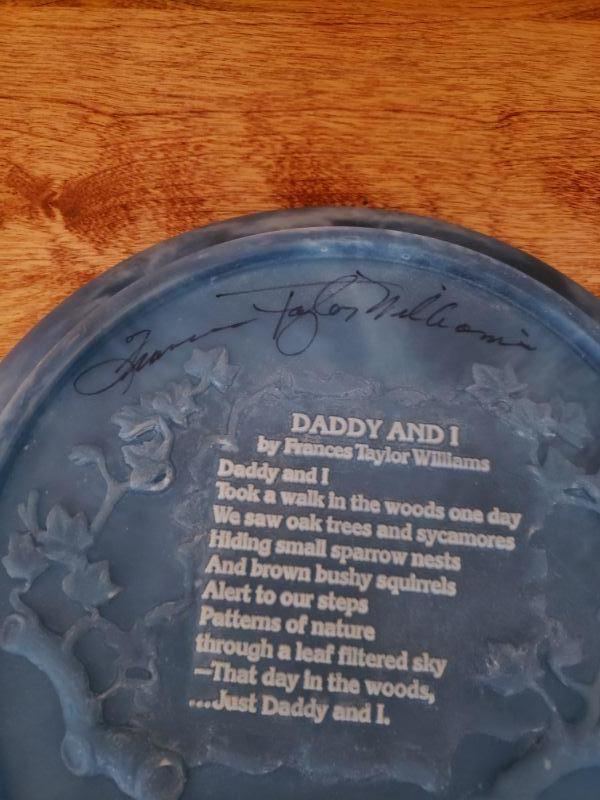 Frances Taylor Williams
DADDY AND I
by Frances Taylor Williams
Daddy and I
Took a walk in the woods one day
We saw oak trees and sycamores
Hiding small sparrow nests
And brown bushy squirrels
Alert to our steps
Patterns of nature
through a leaf filtered sky
—That day in the woods,
...Just Daddy and I.